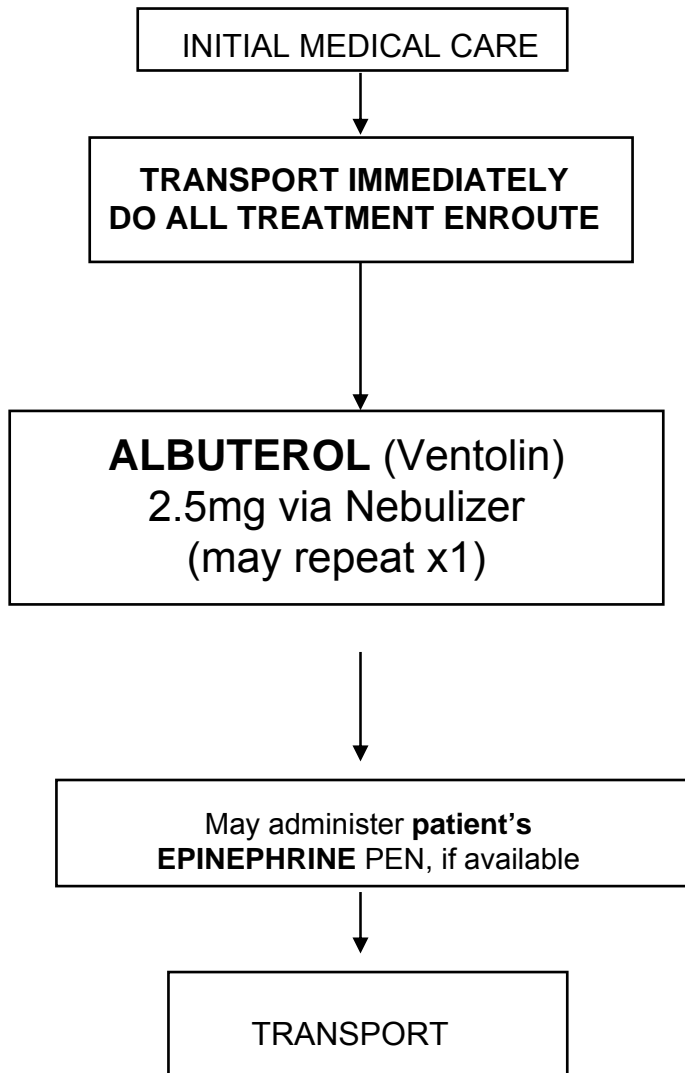 INITIAL MEDICAL CARE
TRANSPORT IMMEDIATELY
DO ALL TREATMENT ENROUTE
ALBUTEROL (Ventolin)
2.5mg via Nebulizer
(may repeat x1)
May administer patient’s
EPINEPHRINE PEN, if available
TRANSPORT